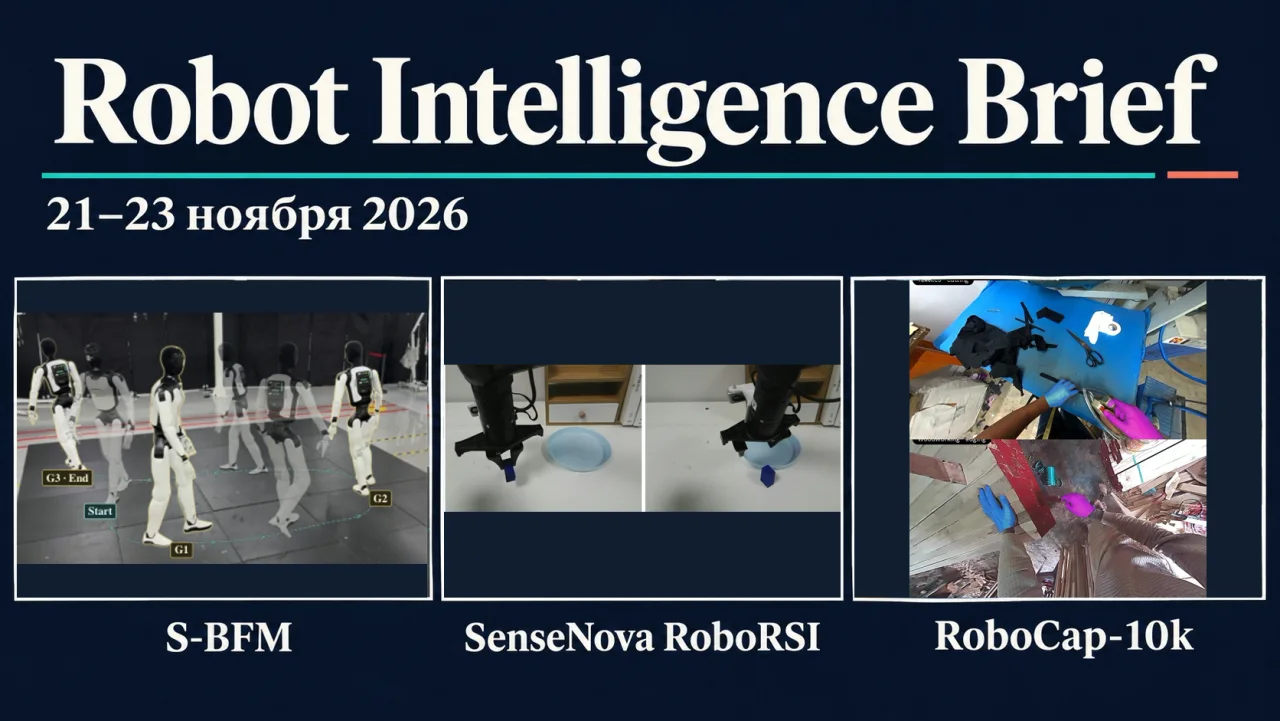 Robot Intelligence Brief
21–23 ноября 2026
G3 · End
Start
G1
G2
S-BFM
SenseNova RoboRSI
RoboCap-10k